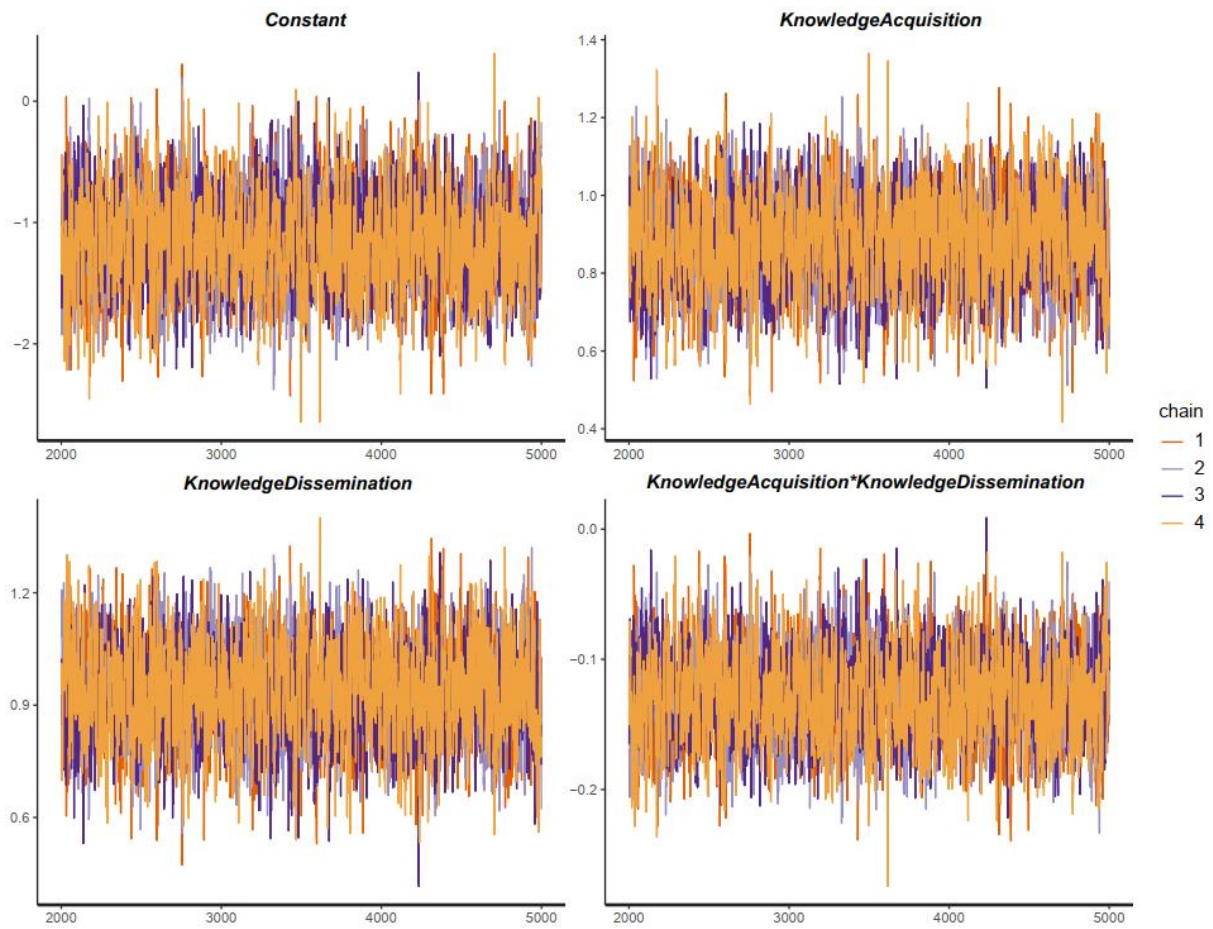 Constant
0
−1
−2
2000 3000 4000 5000
KnowledgeAcquisition
1.4
1.2
1.0
0.8
0.6
0.4
2000 3000 4000 5000
KnowledgeDissemination
1.2
0.9
0.6
2000 3000 4000 5000
KnowledgeAcquisition*KnowledgeDissemination
0.0
−0.1
−0.2
2000 3000 4000 5000
chain
1
2
3
4